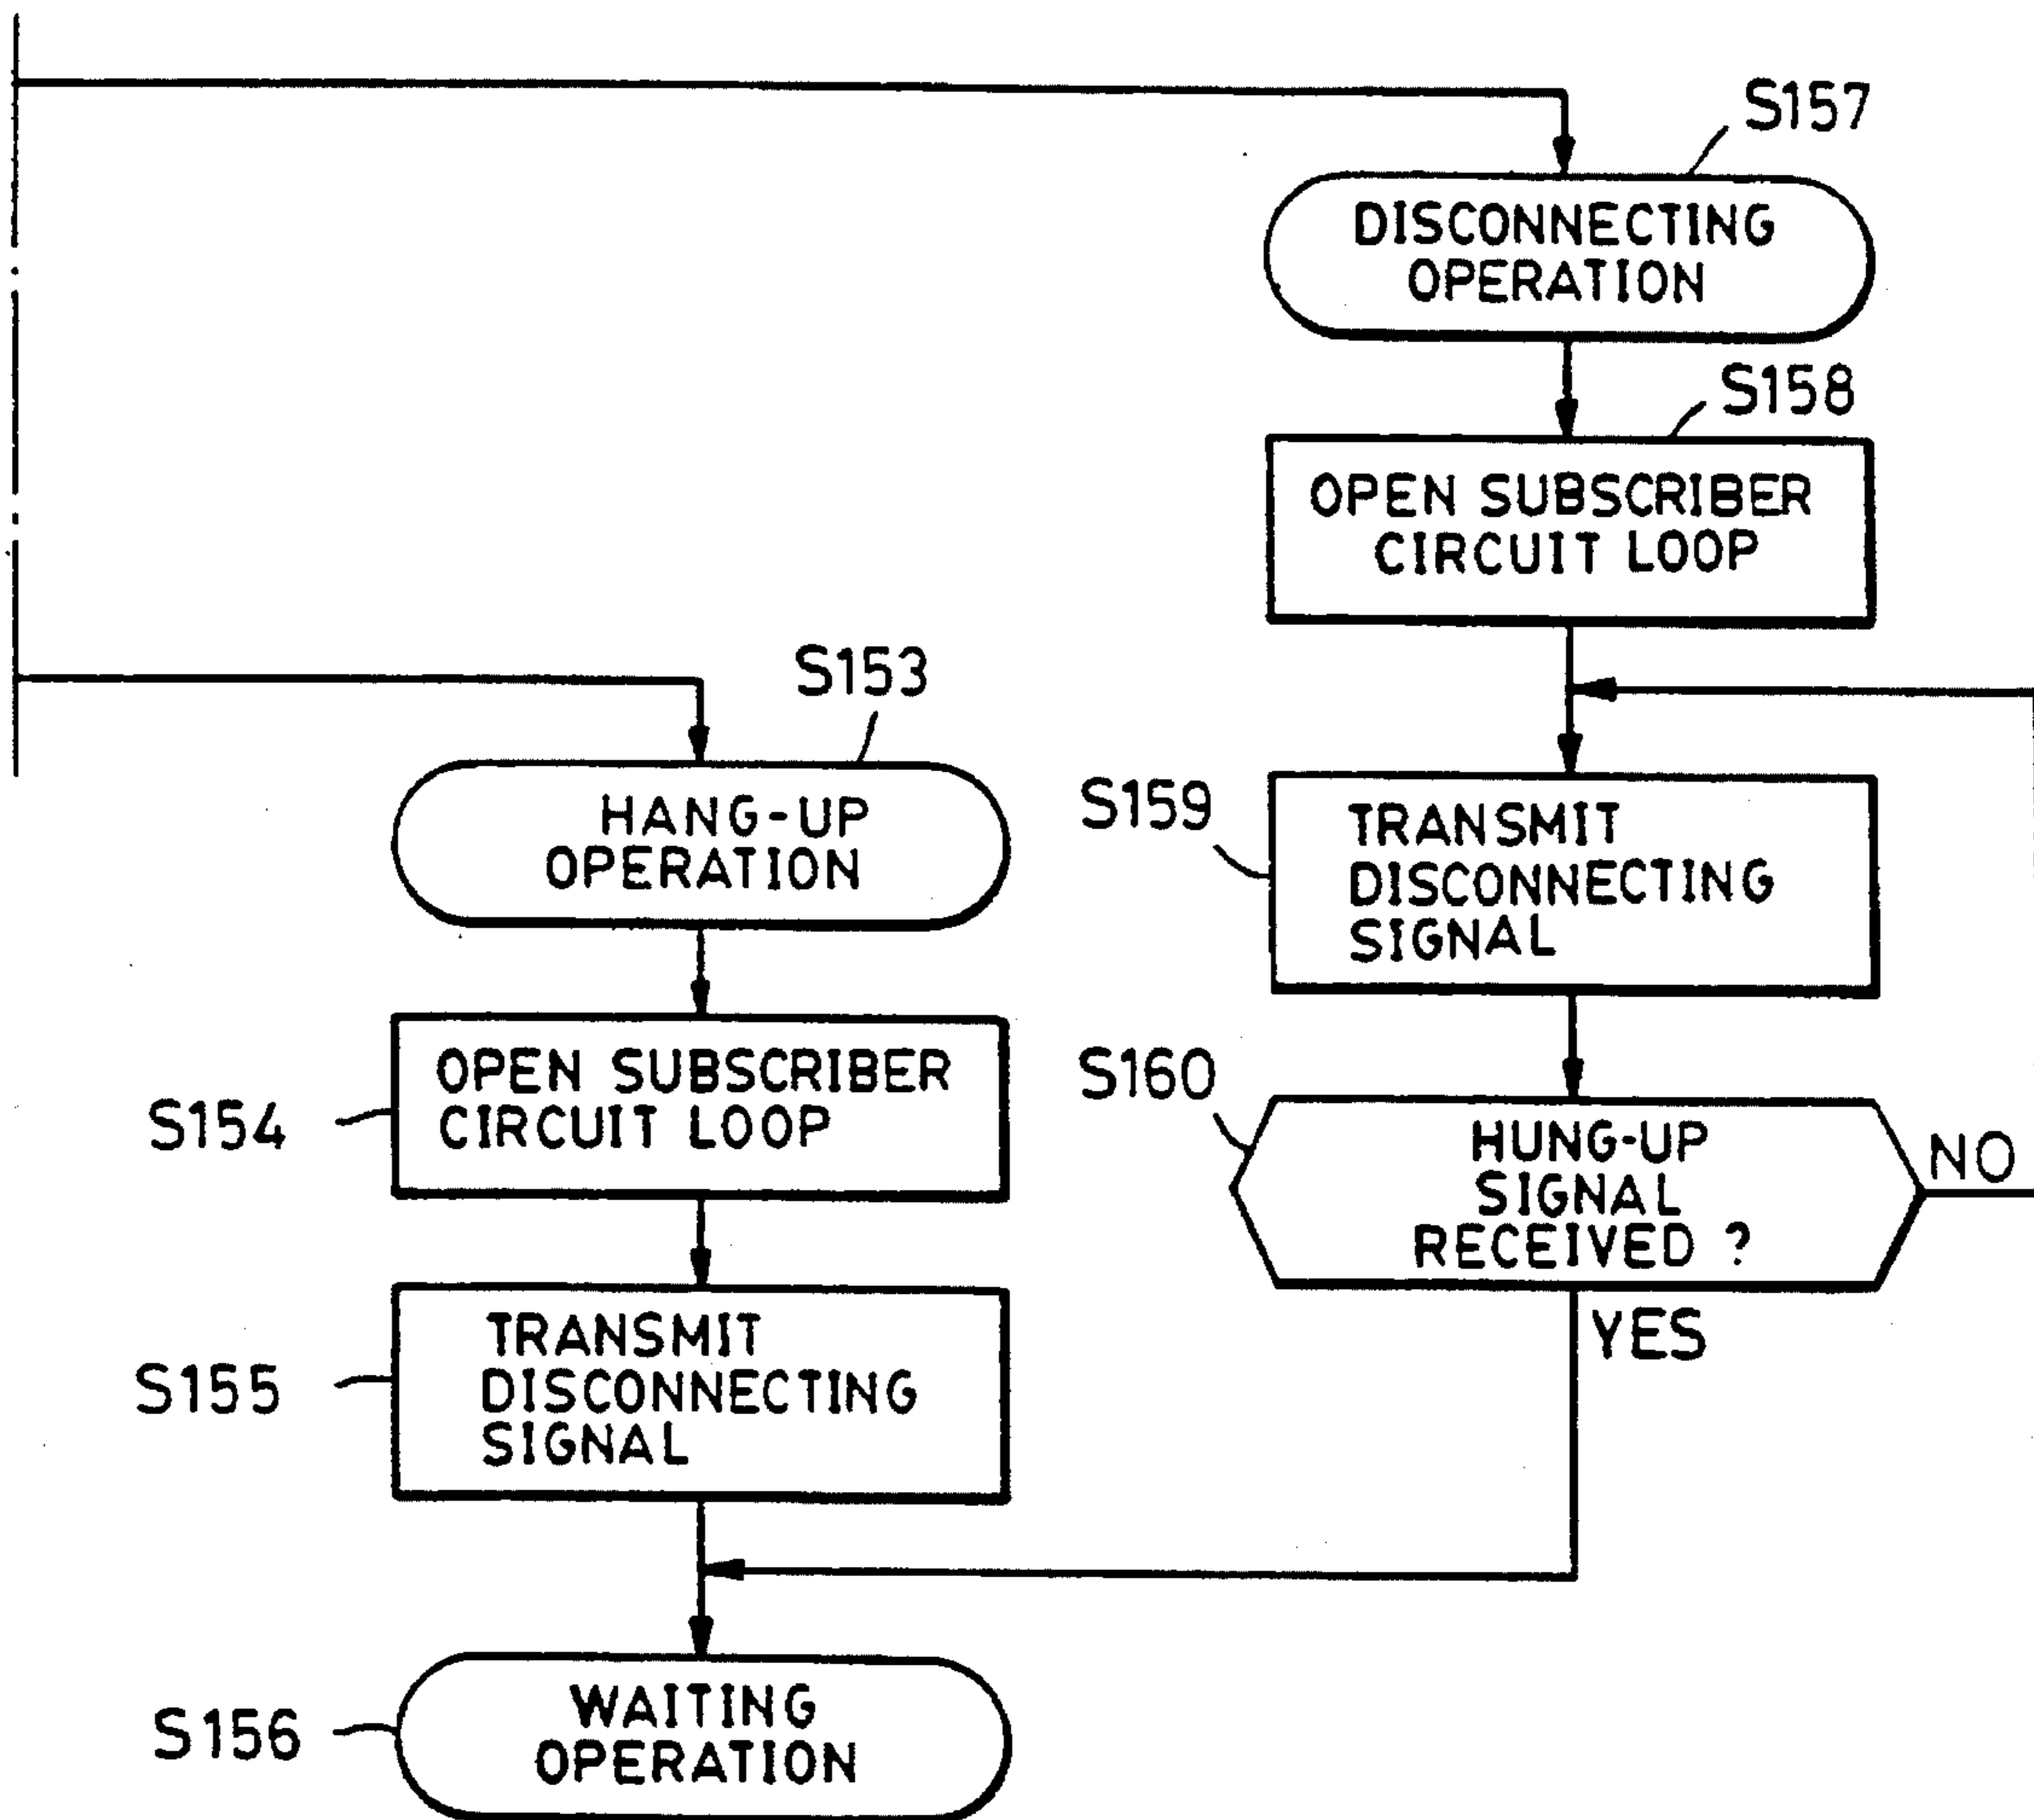 S157
DISCONNECTING
OPERATION
S158
OPEN SUBSCRIBER
CIRCUIT LOOP
S153
HANG-UP
OPERATION
S159
TRANSMIT
DISCONNECTING
SIGNAL
S154
OPEN SUBSCRIBER
CIRCUIT LOOP
S160
HUNG-UP
SIGNAL
RECEIVED ?
NO
YES
S155
TRANSMIT
DISCONNECTING
SIGNAL
S156
WAITING
OPERATION